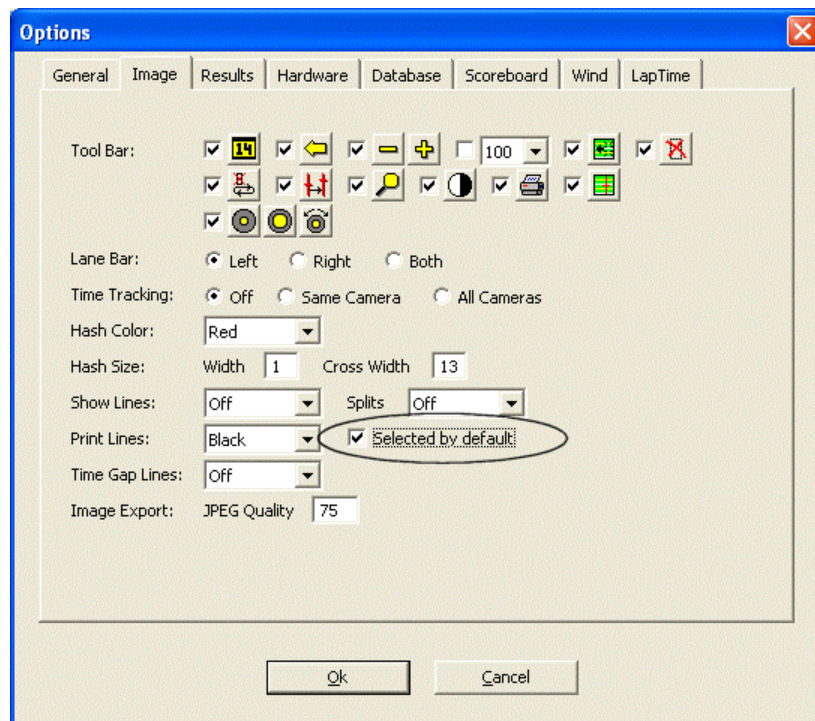 Options
General Image Results Hardware Database Scoreboard Wind LapTime
Tool Bar: 14 100
Lane Bar: Left Right Both
Time Tracking: Off Same Camera All Cameras
Hash Color: Red
Hash Size: Width 1 Cross Width 13
Show Lines: Off Splits Off
Print Lines: Black Selected by default
Time Gap Lines: Off
Image Export: JPEG Quality 75
Ok Cancel